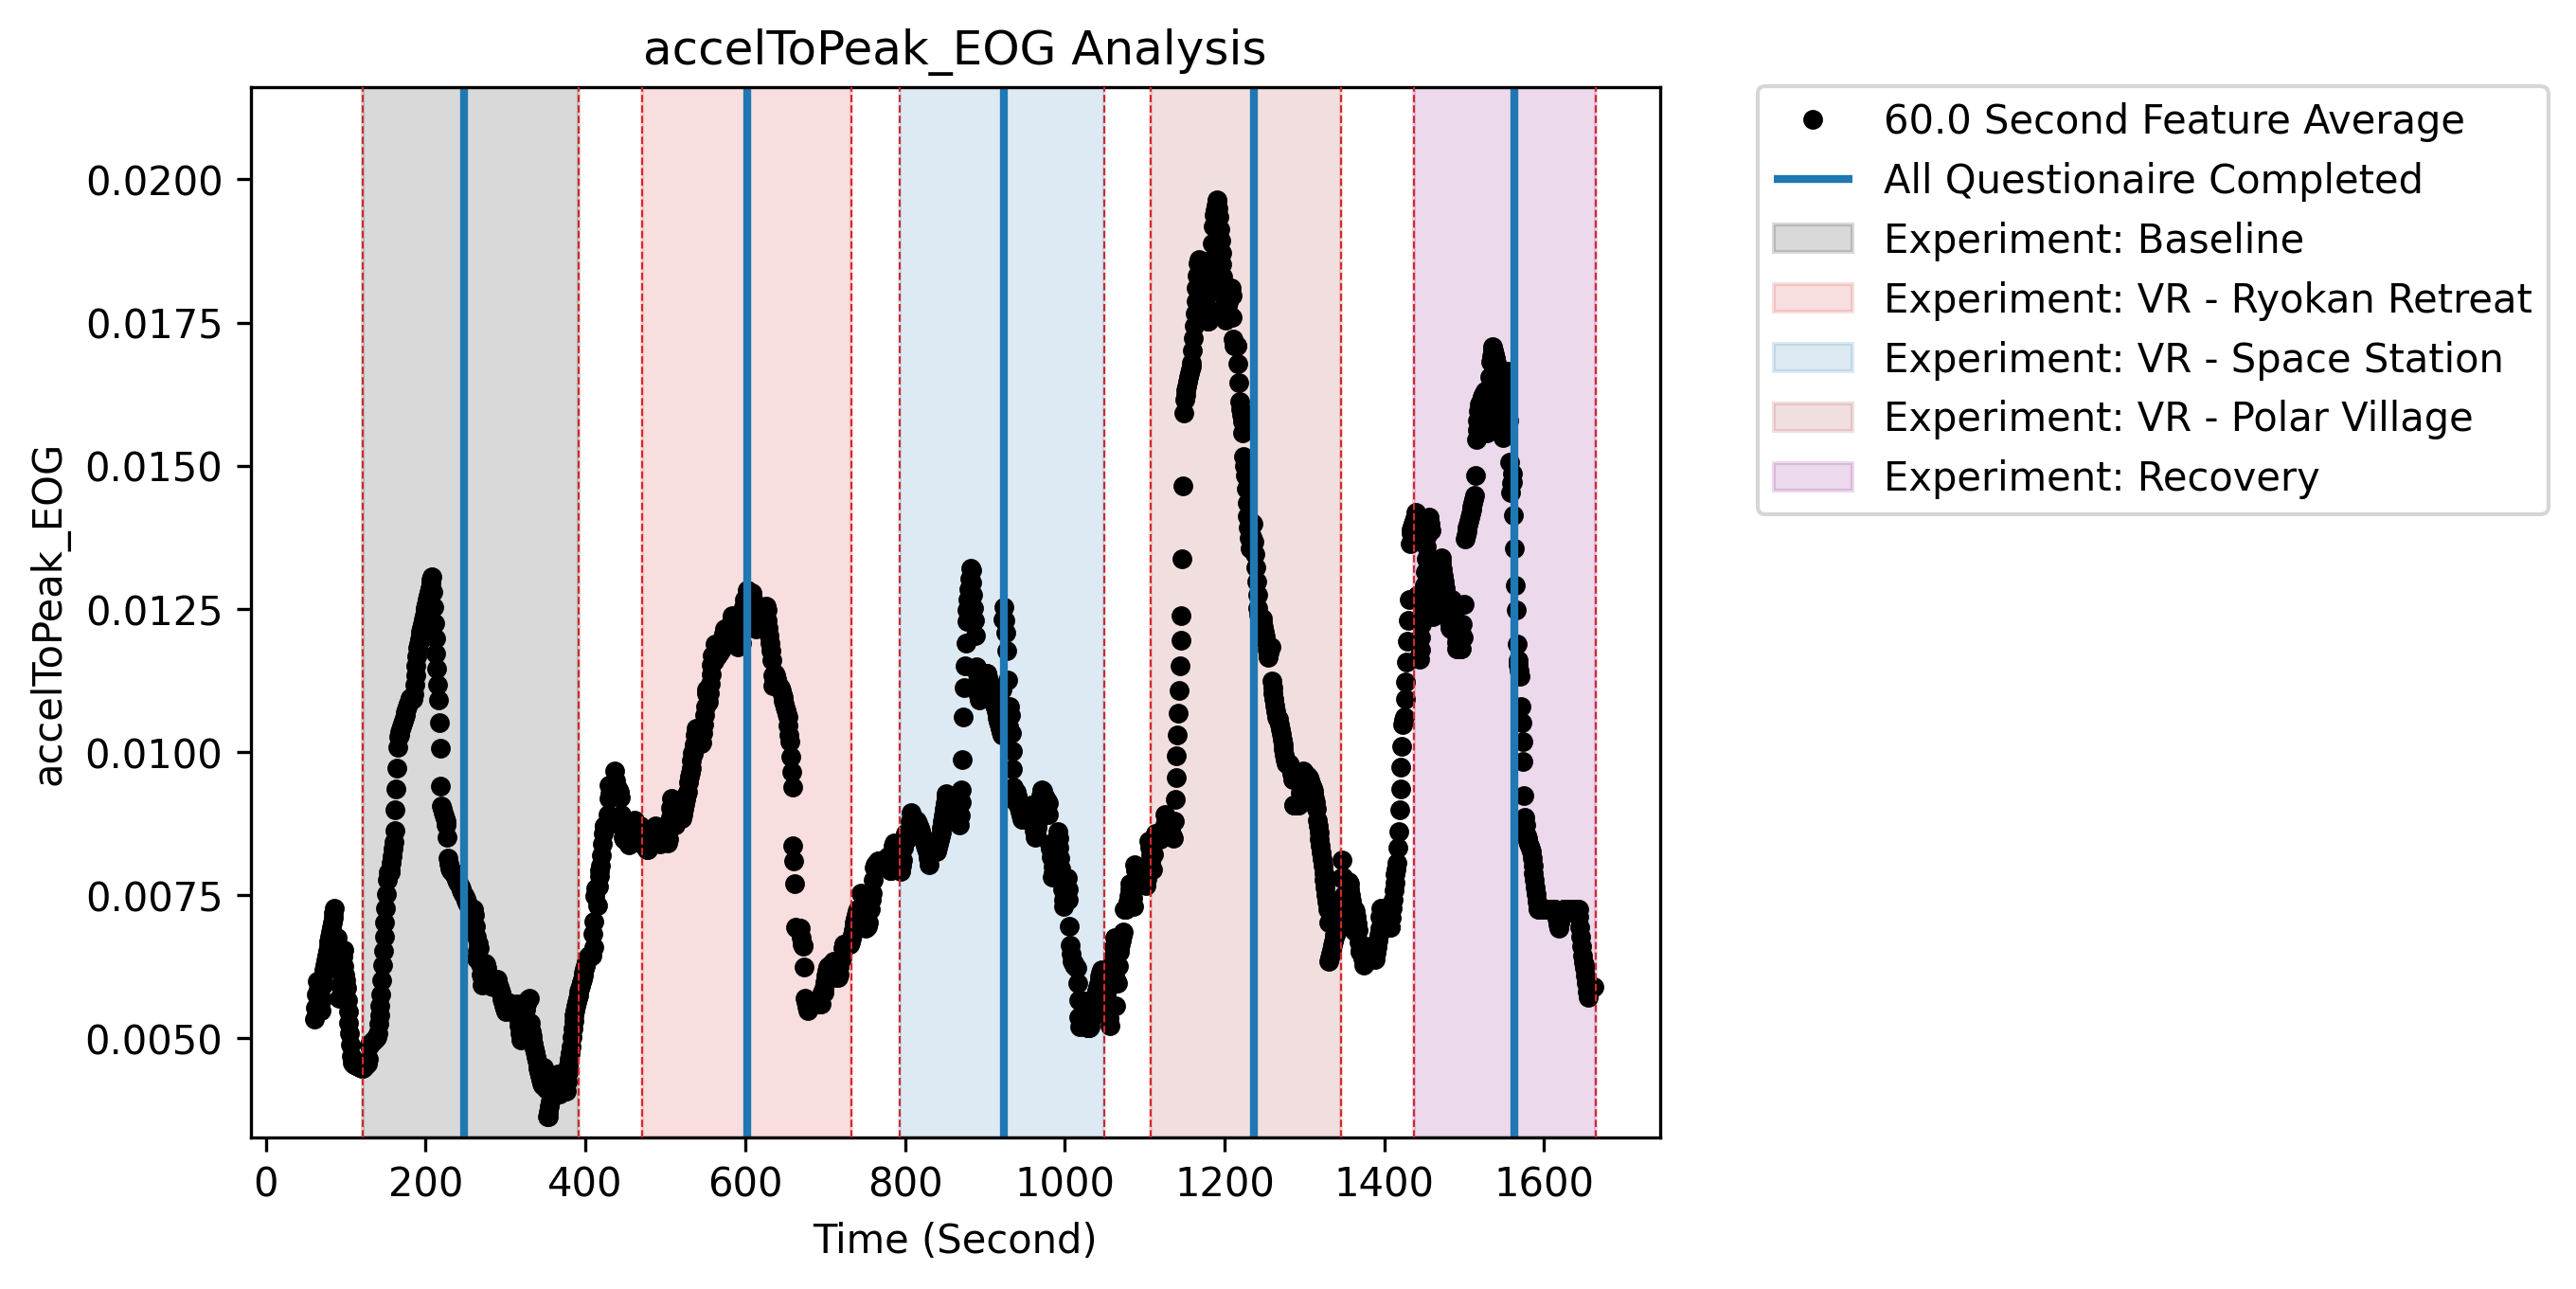 accelToPeak_EOG Analysis
accelToPeak_EOG
0.0200
0.0175
0.0150
0.0125
0.0100
0.0075
0.0050
0 200 400 600 800 1000 1200 1400 1600
Time (Second)
60.0 Second Feature Average
All Questionaire Completed
Experiment: Baseline
Experiment: VR - Ryokan Retreat
Experiment: VR - Space Station
Experiment: VR - Polar Village
Experiment: Recovery